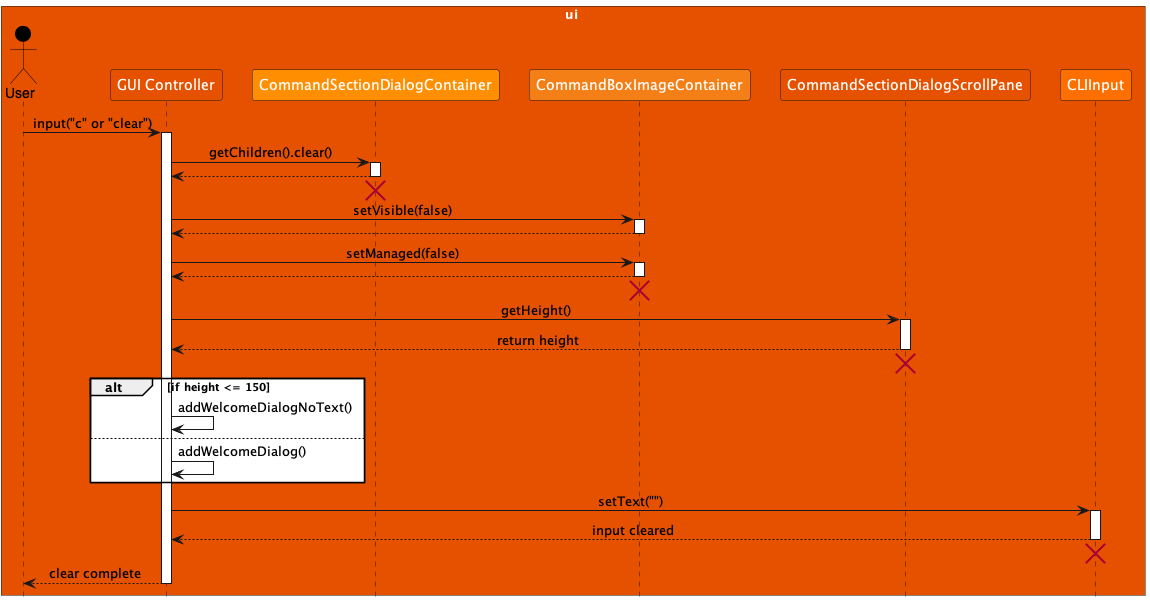 ui
User
GUI Controller
CommandSectionDialogContainer
CommandBoxImageContainer
CommandSectionDialogScrollPane
CLIInput
input("c" or "clear")
getChildren().clear()
setVisible(false)
setManaged(false)
getHeight()
return height
alt
[if height <= 150]
addWelcomeDialogNoText()
addWelcomeDialog()
setText("")
input cleared
clear complete